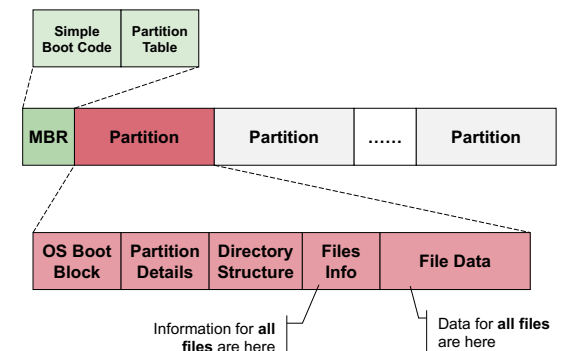 Simple
Boot Code
Partition
Table
MBR
Partition
Partition
......
Partition
OS Boot
Block
Partition
Details
Directory
Structure
Files
Info
File Data
Information for all
files are here
Data for all files
are here